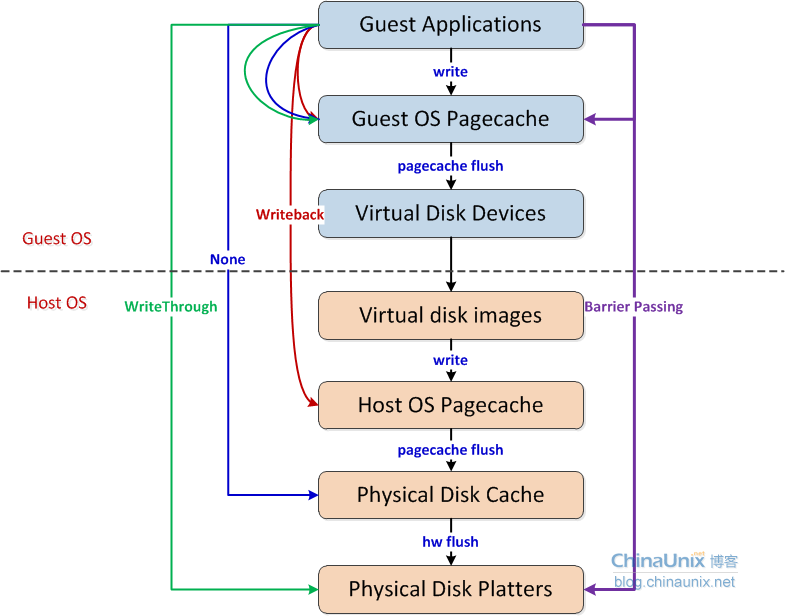 Guest Applications
write
Guest OS Pagecache
pagecache flush
Virtual Disk Devices
Writeback
Guest OS
None
Host OS
WriteThrough
Virtual disk images
Barrier Passing
write
Host OS Pagecache
pagecache flush
Physical Disk Cache
hw flush
ChinaUnix.net 博客
blog.chinaunix.net
Physical Disk Platters